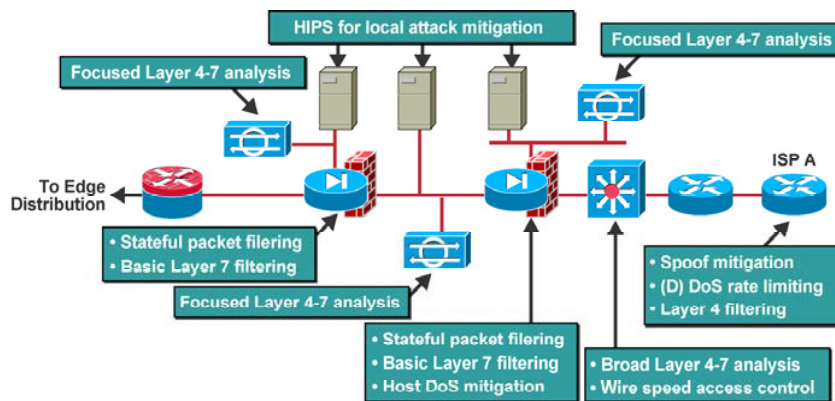 HIPS for local attack mitigation
Focused Layer 4-7 analysis
Focused Layer 4-7 analysis
ISP A
To Edge
Distribution
• Stateful packet filering
• Basic Layer 7 filtering
Focused Layer 4-7 analysis
• Spoof mitigation
• (D) DoS rate limiting
• Layer 4 filtering
• Stateful packet filering
• Basic Layer 7 filtering
• Host DoS mitigation
• Broad Layer 4-7 analysis
• Wire speed access control